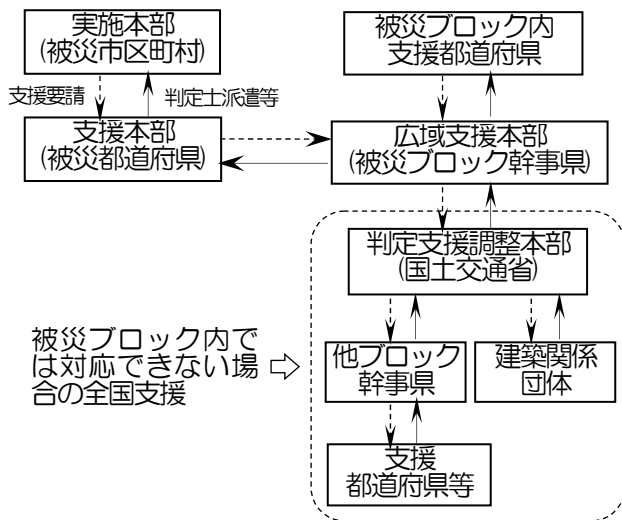 実施本部
(被災市区町村)
被災ブロック内
支援都道府県
支援要請
判定士派遣等
支援本部
(被災都道府県)
広域支援本部
(被災ブロック幹事県)
判定支援調整本部
(国土交通省)
被災ブロック内で
は対応できない場
合の全国支援
他ブロック
幹事県
建築関係
団体
支援
都道府県等